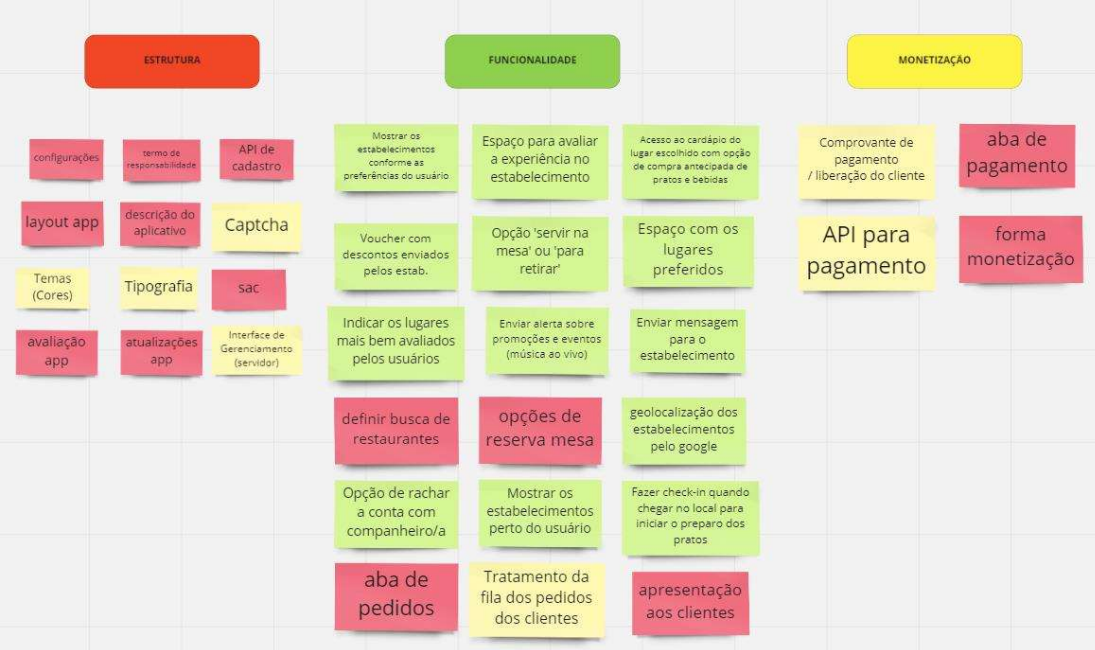 ESTRUTURA
FUNCIONALIDADE
MONETIZAÇÃO
configurações
termo de
responsabilidade
API de
cadastro
layout app
descrição do
aplicativo
Captcha
Temas
(Cores)
Tipografia
sac
avaliação
app
atualizações
app
Interface de
Gerenciamento
(servidor)
Mostrar os
estabelecimentos
conforme as
preferências do usuário
Espaço para avaliar
a experiência no
estabelecimento
Acesso ao cardápio do
lugar escolhido com opção
de compra antecipada de
pratos e bebidas
Voucher com
descontos enviados
pelos estab.
Opção 'servir na
mesa' ou 'para
retirar'
Espaço com os
lugares
preferidos
Indicar os lugares
mais bem avaliados
pelos usuários
Enviar alerta sobre
promoções e eventos
(música ao vivo)
Enviar mensagem
para o
estabelecimento
definir busca de
restaurantes
opções de
reserva mesa
geolocalização dos
estabelecimentos
pelo google
Opção de rachar
a conta com
companheiro/a
Mostrar os
estabelecimentos
perto do usuário
Fazer check-in quando
chegar no local para
iniciar o preparo dos
pratos
aba de
pedidos
Tratamento da
fila dos pedidos
dos clientes
apresentação
aos clientes
Comprovante de
pagamento
/ liberação do cliente
aba de
pagamento
API para
pagamento
forma
monetização